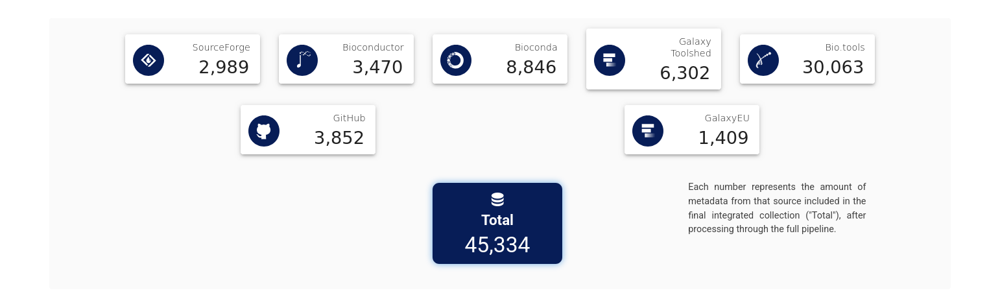 SourceForge
2,989
Bioconductor
3,470
Bioconda
8,846
Galaxy
Toolshed
6,302
Bio.tools
30,063
GitHub
3,852
GalaxyEU
1,409
Total
45,334
Each number represents the amount of
metadata from that source included in the
final integrated collection ("Total"), after
processing through the full pipeline.